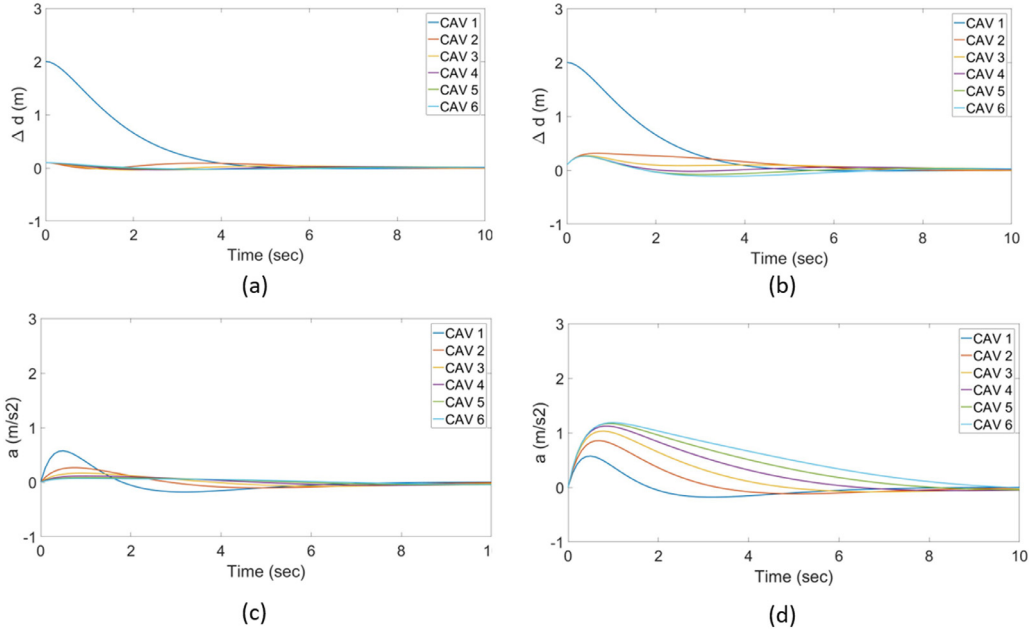 3
2
1
0
-1
Δ d (m)
0 2 4 6 8 10
Time (sec)
CAV 1
CAV 2
CAV 3
CAV 4
CAV 5
CAV 6
(a)
3
2
1
0
-1
Δ d (m)
0 2 4 6 8 10
Time (sec)
CAV 1
CAV 2
CAV 3
CAV 4
CAV 5
CAV 6
(b)
3
2
1
0
-1
a (m/s2)
0 2 4 6 8 10
Time (sec)
CAV 1
CAV 2
CAV 3
CAV 4
CAV 5
CAV 6
(c)
3
2
1
0
-1
a (m/s2)
0 2 4 6 8 10
Time (sec)
CAV 1
CAV 2
CAV 3
CAV 4
CAV 5
CAV 6
(d)